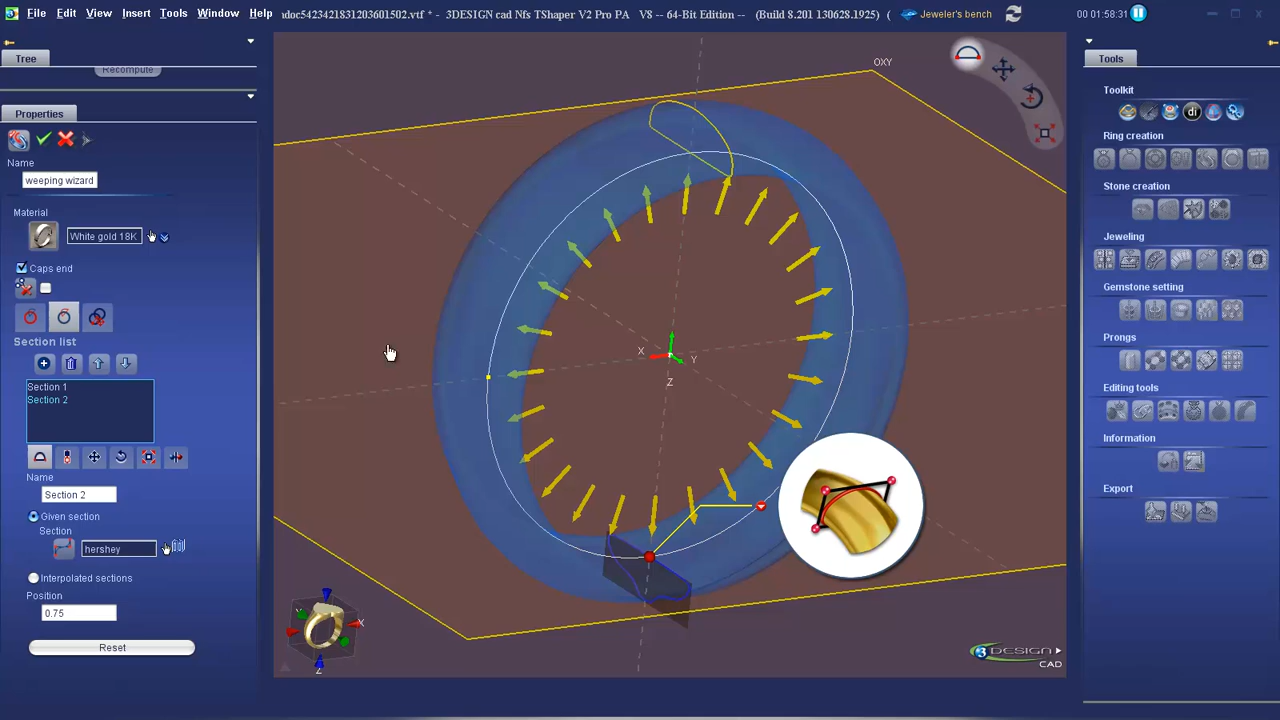 File Edit View Insert Tools Window Help
ndoc5423421831203601502.vtf * - 3DESIGN cad Nfs TShaper V2 Pro PA V8 -- 64-Bit Edition -- (Build 8.201 130628.1925) (
Jeweler's bench
00:01:58:31
Tree
Recompute
Properties
Name
weeping wizard
Material
White gold 18K
Caps end
Section list
Section 1
Section 2
Name
Section 2
Given section
Section
hershey
Interpolated sections
Position
0.75
Reset
OXY
X
Y
Z
X
Z
3DESIGN
CAD
Tools
Toolkit
di
Ring creation
Stone creation
Jeweling
Gemstone setting
Prongs
Editing tools
Information
Export